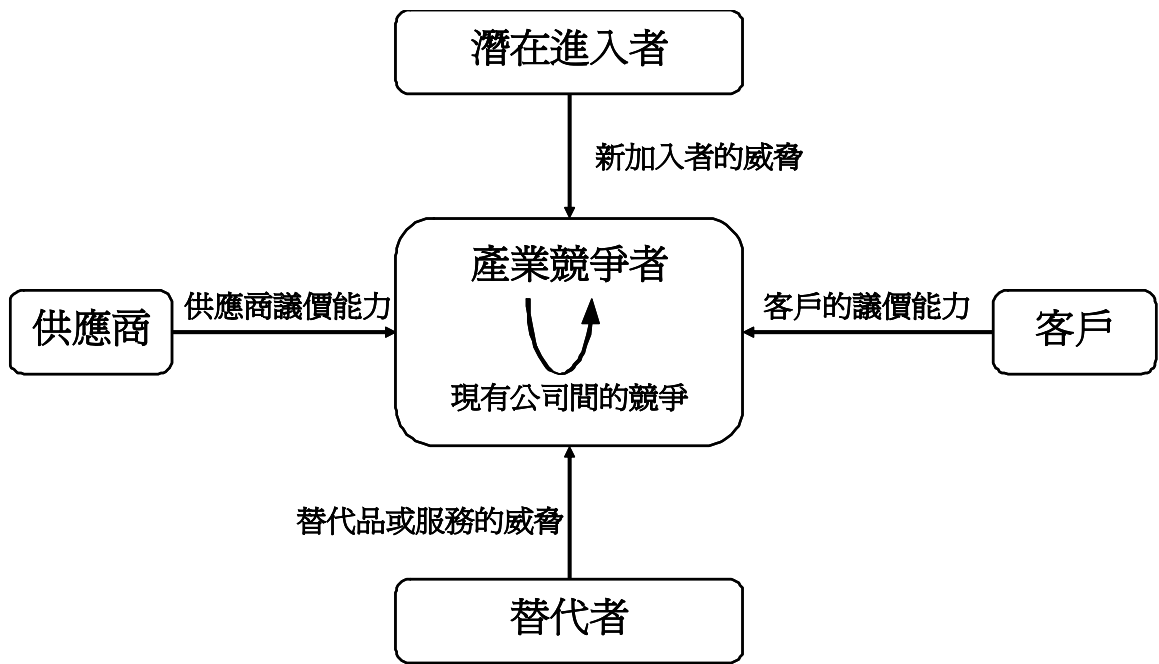 潛在進入者
新加入者的威脅
產業競爭者
供應商
供應商議價能力
客戶的議價能力
客戶
現有公司間的競爭
替代品或服務的威脅
替代者